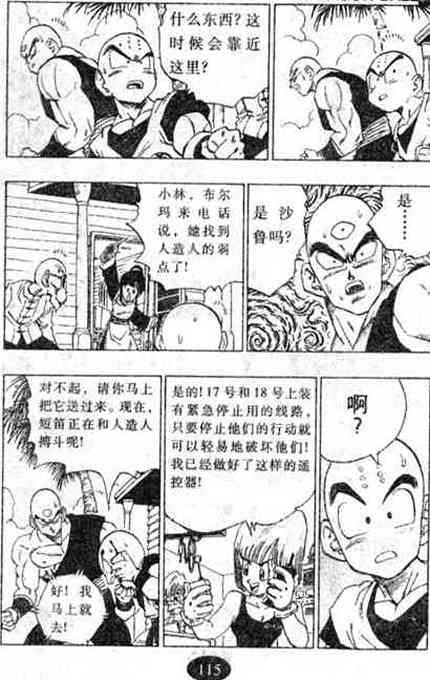 什么东西？这
时候会靠近
这里？
是……
是沙
鲁吗？
小林，布尔
玛来电话
说，她找到
人造人的弱
点了！
啊？
是的！17号和18号上装
有紧急停止用的线路，
只要停止他们的行动就
可以轻易地破坏他们！
我已经做好了这样的遥
控器！
对不起，请你马上
把它送过来。现在，
短笛正在和人造人
搏斗呢！
好！我
马上就
去！
115